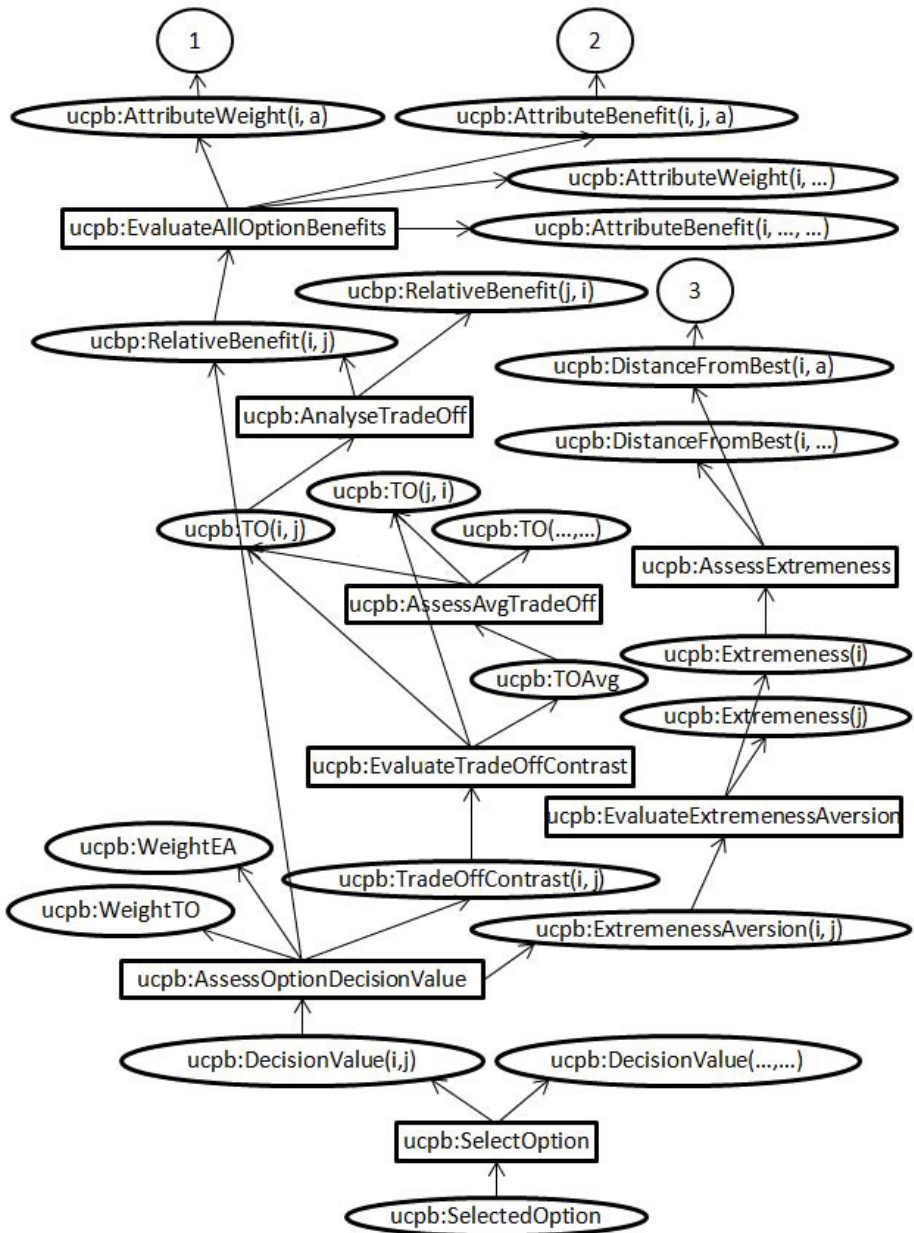 1
2
ucpb:AttributeWeight(i, a)
ucpb:AttributeBenefit(i, j, a)
ucpb:AttributeWeight(i, ...)
ucpb:EvaluateAllOptionBenefits
ucpb:AttributeBenefit(i, ..., ...)
ucbp:RelativeBenefit(j, i)
3
ucbp:RelativeBenefit(i, j)
ucpb:DistanceFromBest(i, a)
ucpb:AnalyseTradeOff
ucpb:DistanceFromBest(i, ...)
ucpb:TO(j, i)
ucpb:TO(i, j)
ucpb:TO(...,...)
ucpb:AssessExtremeness
ucpb:AssessAvgTradeOff
ucpb:Extremeness(i)
ucpb:TOAvg
ucpb:Extremeness(j)
ucpb:EvaluateTradeOffContrast
ucpb:EvaluateExtremenessAversion
ucpb:WeightEA
ucpb:TradeOffContrast(i, j)
ucpb:WeightTO
ucpb:ExtremenessAversion(i, j)
ucpb:AssessOptionDecisionValue
ucpb:DecisionValue(i,j)
ucpb:DecisionValue(...,...)
ucpb:SelectOption
ucpb:SelectedOption